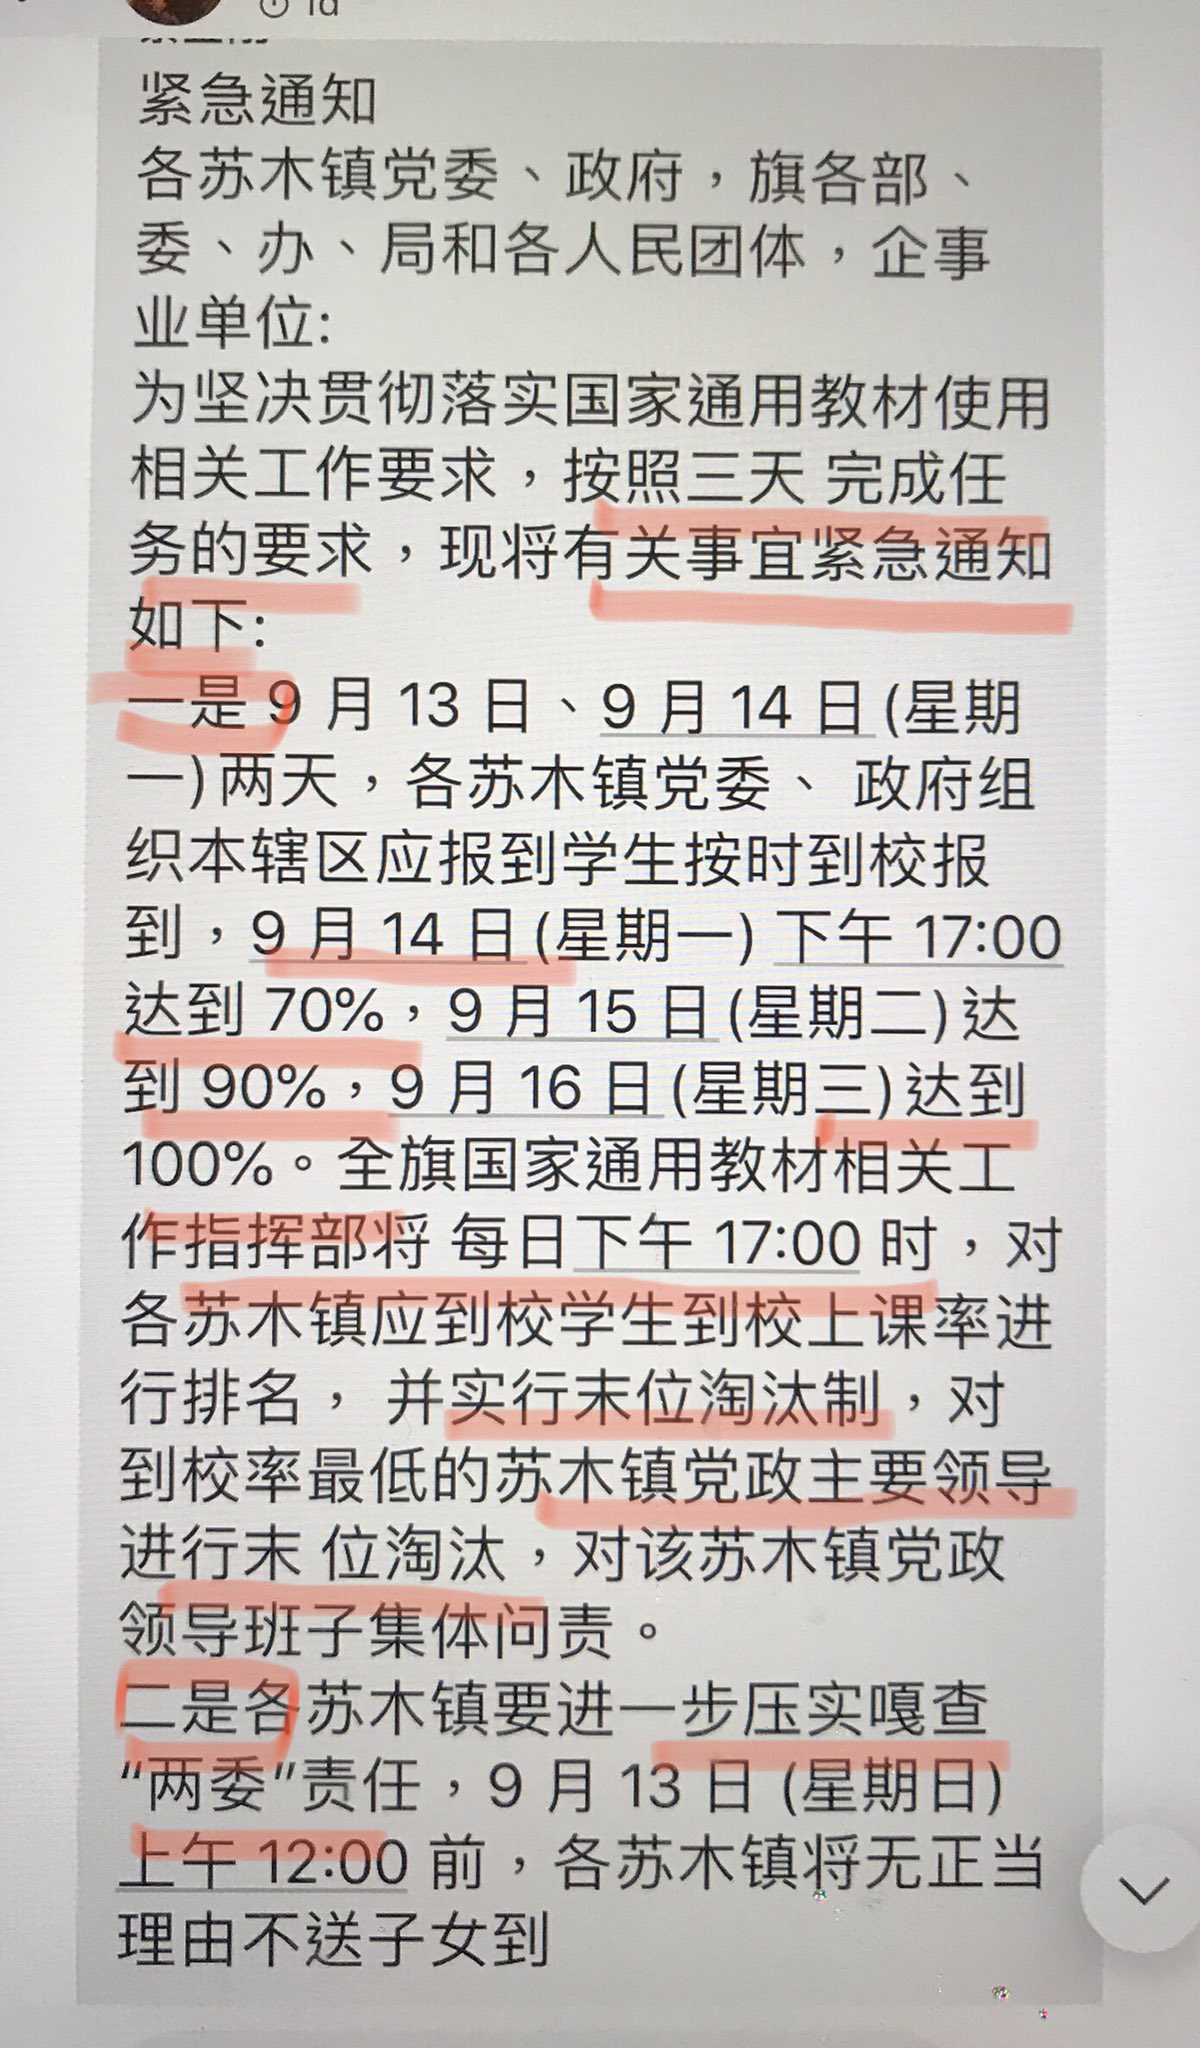 1d
紧急通知
各苏木镇党委、政府，旗各部、
委、办、局和各人民团体，企事
业单位:
为坚决贯彻落实国家通用教材使用
相关工作要求，按照三天 完成任
务的要求，现将有关事宜紧急通知
如下:
一是 9 月 13 日、9 月 14 日 (星期
一) 两天，各苏木镇党委、 政府组
织本辖区应报到学生按时到校报
到，9 月 14 日 (星期一) 下午 17:00
达到 70%，9 月 15 日 (星期二) 达
到 90%，9 月 16 日 (星期三) 达到
100%。全旗国家通用教材相关工
作指挥部将 每日下午 17:00 时，对
各苏木镇应到校学生到校上课率进
行排名， 并实行末位淘汰制，对
到校率最低的苏木镇党政主要领导
进行末 位淘汰，对该苏木镇党政
领导班子集体问责。
二是各苏木镇要进一步压实嘎查
“两委”责任，9 月 13 日 (星期日)
上午 12:00 前，各苏木镇将无正当
理由不送子女到